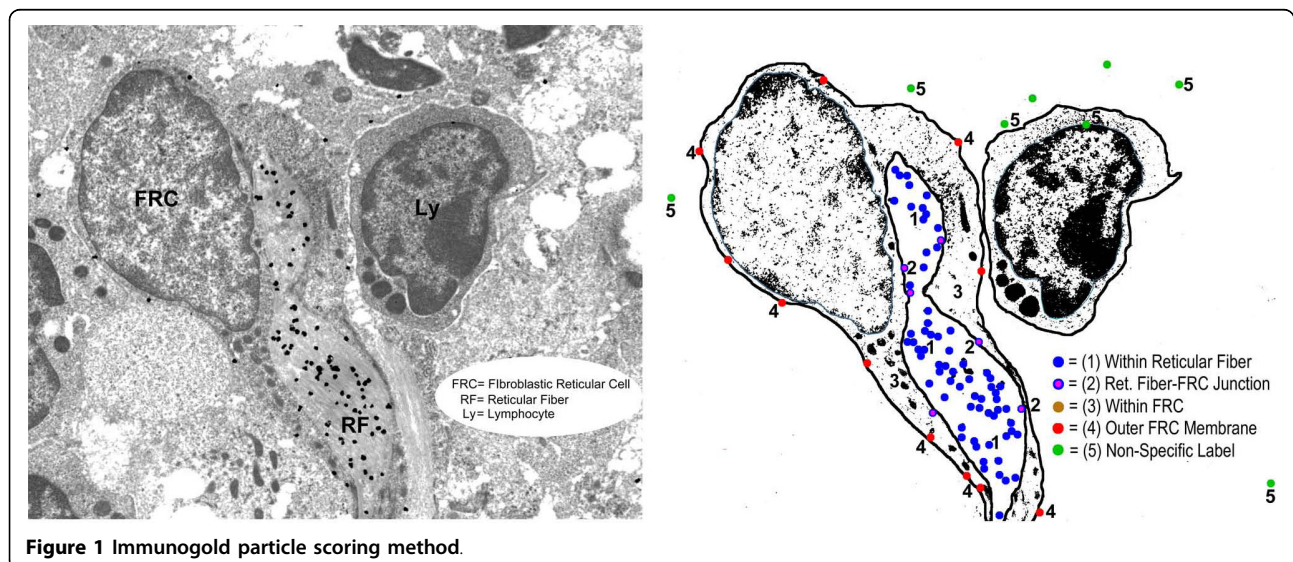 FRC
Ly
RF
FRC= FIbroblastic Reticular Cell
RF= Reticular Fiber
Ly= Lymphocyte
5
5
5
5
4
4
5
1
2
3
4
1
2
3
2
4
1
4
4
5
= (1) Within Reticular Fiber
= (2) Ret. Fiber-FRC Junction
= (3) Within FRC
= (4) Outer FRC Membrane
= (5) Non-Specific Label
Figure 1 Immunogold particle scoring method.